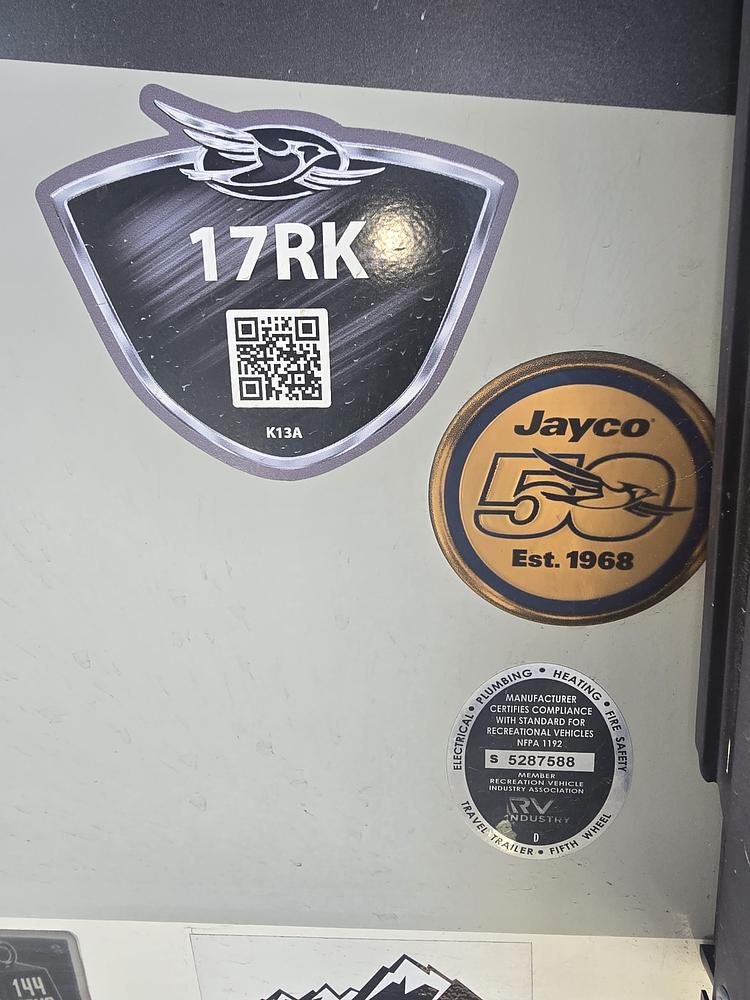 17RK
K13A
Jayco
50
Est. 1968
ELECTRICAL • PLUMBING • HEATING • FIRE SAFETY
MANUFACTURER
CERTIFIES COMPLIANCE
WITH STANDARD FOR
RECREATIONAL VEHICLES
NFPA 1192
S 5287588
MEMBER
RECREATION VEHICLE
INDUSTRY ASSOCIATION
RV
INDUSTRY
D
TRAVEL TRAILER • FIFTH WHEEL
144